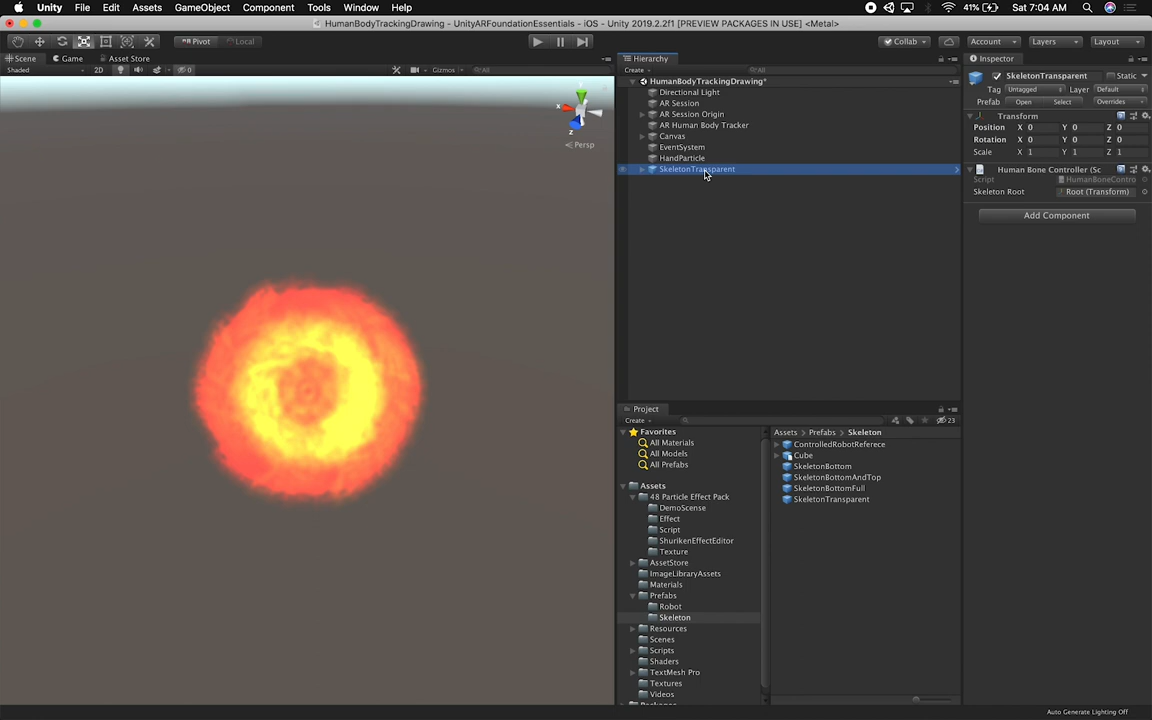 Unity File Edit Assets GameObject Component Tools Window Help 41% Sat 7:04 AM
HumanBodyTrackingDrawing - UnityARFoundationEssentials - iOS - Unity 2019.2.2f1 [PREVIEW PACKAGES IN USE] <Metal>
Pivot Local Collab Account Layers Layout
Scene Game Asset Store Hierarchy Inspector
Shaded 2D 0 Gizmos All
Create All
HumanBodyTrackingDrawing*
Directional Light
AR Session
AR Session Origin
AR Human Body Tracker
Canvas
EventSystem
HandParticle
SkeletonTransparent
SkeletonTransparent Static
Tag Untagged Layer Default
Prefab Open Select Overrides
Transform
Position X 0 Y 0 Z 0
Rotation X 0 Y 0 Z 0
Scale X 1 Y 1 Z 1
Human Bone Controller (Sc
Script HumanBoneContro
Skeleton Root Root (Transform)
Add Component
y
x
z
Persp
Project
Create 23
Favorites
All Materials
All Models
All Prefabs
Assets
48 Particle Effect Pack
DemoScense
Effect
Script
ShurikenEffectEditor
Texture
AssetStore
ImageLibraryAssets
Materials
Prefabs
Robot
Skeleton
Resources
Scenes
Scripts
Shaders
TextMesh Pro
Textures
Videos
Assets > Prefabs > Skeleton
ControlledRobotReferece
Cube
SkeletonBottom
SkeletonBottomAndTop
SkeletonBottomFull
SkeletonTransparent
Auto Generate Lighting Off